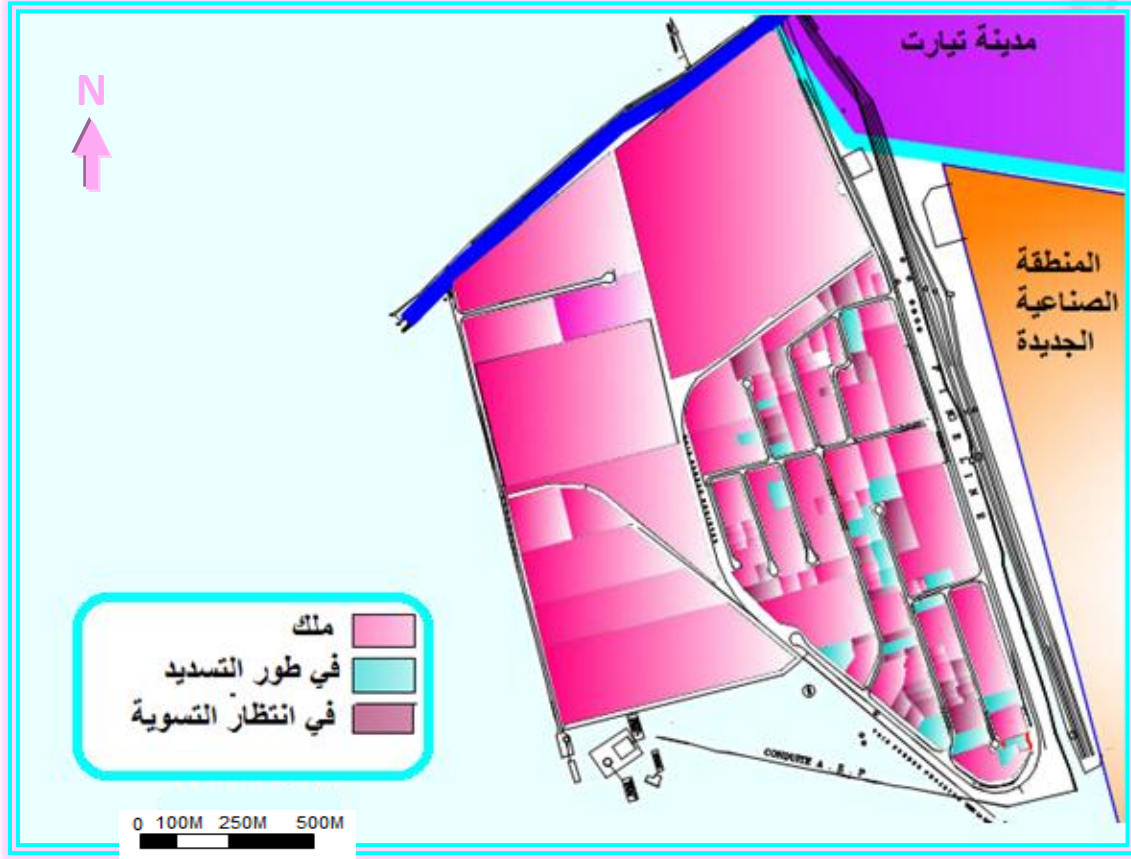 مدينة تيارت
N
المنطقة
الصناعية
الجديدة
ملك
في طور التسديد
في انتظار التسوية
CONDUITE A . E . P
0 100M 250M 500M